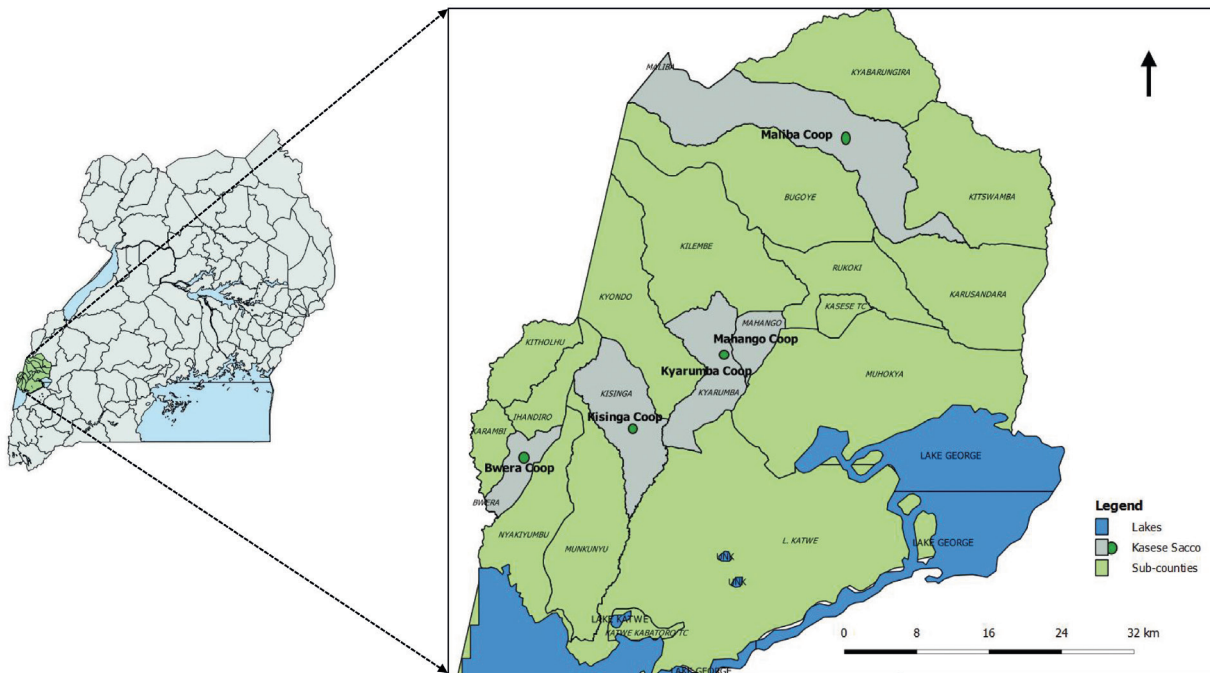 MALIBA
KYABARUNGIRA
Maliba Coop
BUGOYE
KITSWAMBA
KILEMBE
RUKOKI
KARUSANDARA
KYONDO
KASESE TC
MAHANGO
Mahango Coop
KITHOLHU
Kyarumba Coop
MUHOKYA
KISINGA
KYARUMBA
IHANDIRO
Kisinga Coop
KARAMBI
LAKE GEORGE
Bwera Coop
BWERA
NYAKIYUMBU
MUNKUNYU
L. KATWE
LAKE GEORGE
UNK
UNK
LAKE KATWE
KATWE KABATORO TC
LAKE GEORGE
Legend
Lakes
Kasese Sacco
Sub-counties
0 8 16 24 32 km